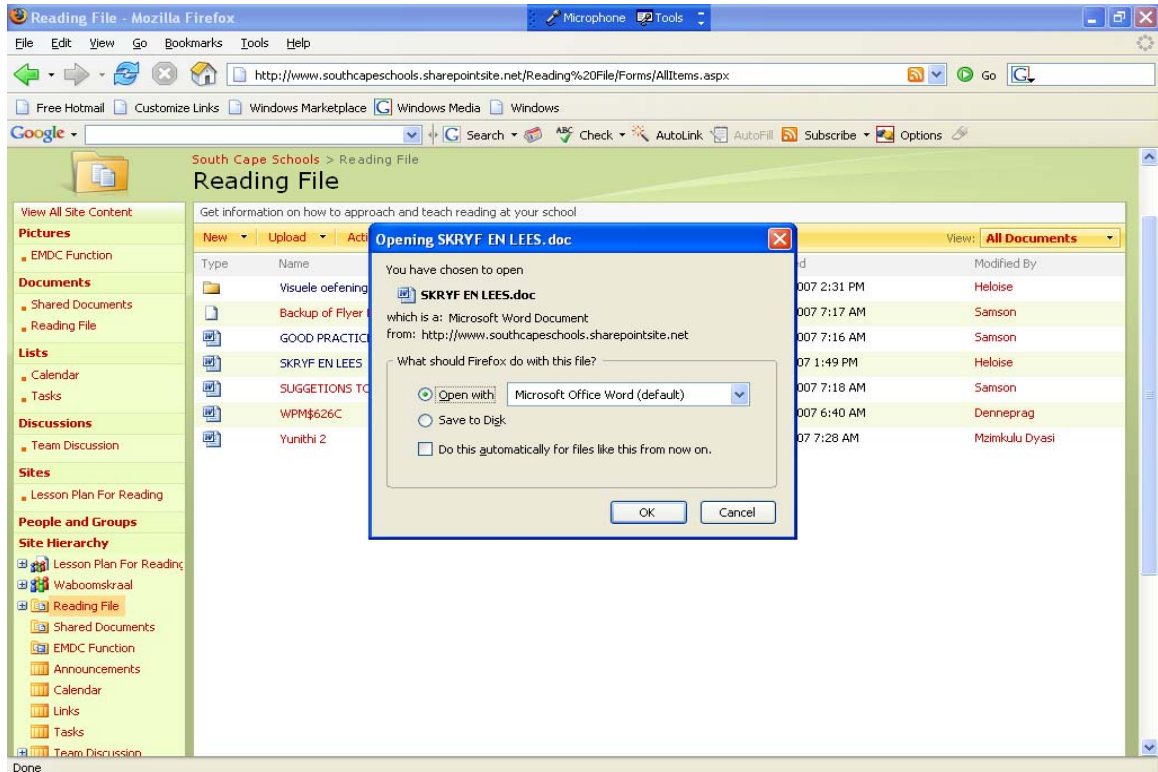 Reading File - Mozilla Firefox
Microphone Tools
File Edit View Go Bookmarks Tools Help
http://www.southcapeschools.sharepointsite.net/Reading%20File/Forms/AllItems.aspx Go
Free Hotmail Customize Links Windows Marketplace Windows Media Windows
Google Search Check AutoLink AutoFill Subscribe Options
South Cape Schools > Reading File
Reading File
View All Site Content
Get information on how to approach and teach reading at your school
Pictures
EMDC Function
Documents
Shared Documents
Reading File
Lists
Calendar
Tasks
Discussions
Team Discussion
Sites
Lesson Plan For Reading
People and Groups
Site Hierarchy
Lesson Plan For Reading
Waboomskraal
Reading File
Shared Documents
EMDC Function
Announcements
Calendar
Links
Tasks
Team Discussion
New Upload Acti View: All Documents
Type Name Modified By
Visuele oefening 007 2:31 PM Heloise
Backup of Flyer 007 7:17 AM Samson
GOOD PRACTIC 007 7:16 AM Samson
SKRYF EN LEES 07 1:49 PM Heloise
SUGGETIONS TO 007 7:18 AM Samson
WPM$626C 007 6:40 AM Denneprag
Yunithi 2 07 7:28 AM Mzimkulu Dyasi
Opening SKRYF EN LEES.doc
You have chosen to open
SKRYF EN LEES.doc
which is a: Microsoft Word Document
from: http://www.southcapeschools.sharepointsite.net
What should Firefox do with this file?
Open with Microsoft Office Word (default)
Save to Disk
Do this automatically for files like this from now on.
OK Cancel
Done